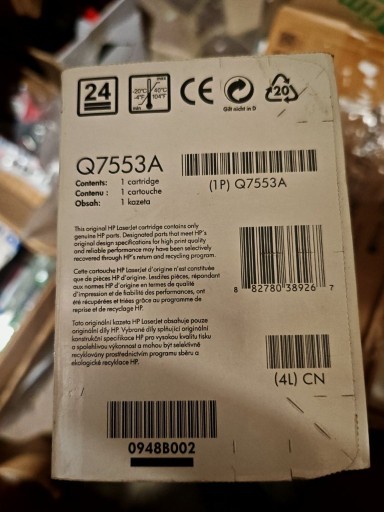 24
max
-20°C
-4°F
40°C
104°F
min
CE
Gilt nicht in D
20
Q7553A
Contents: 1 cartridge
Contenu : 1 cartouche
Obsah: 1 kazeta
(1P) Q7553A
This original HP LaserJet cartridge contains only
genuine HP parts. Designated parts that meet HP's
original design specifications for high print quality
and reliable performance may have been selectively
recovered through HP's return and recycling program.
Cette cartouche HP LaserJet d'origine n'est constituée
que de pièces HP d'origine. Lesdites pièces, répondant
aux normes HP d'origine en termes de qualité
d'impression et de fiabilité des performances, ont
été récupérées et triées grâce au programme de
reprise et de recyclage HP.
Tato originální kazeta HP LaserJet obsahuje pouze
originální díly HP. Vybrané díly splňující originální
konstrukční specifikace HP pro vysokou kvalitu tisku
a spolehlivou výkonnost a mohou být selektivně
recyklovány prostřednictvím programu sběru a
ekologické recyklace HP.
8 82780 38926 7
(4L) CN
0948B002